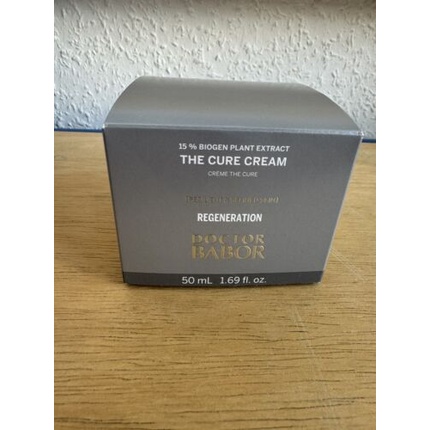 15 % BIOGEN PLANT EXTRACT
THE CURE CREAM
CRÈME THE CURE
REGENERATION
DOCTOR
BABOR
50 mL 1.69 fl. oz.